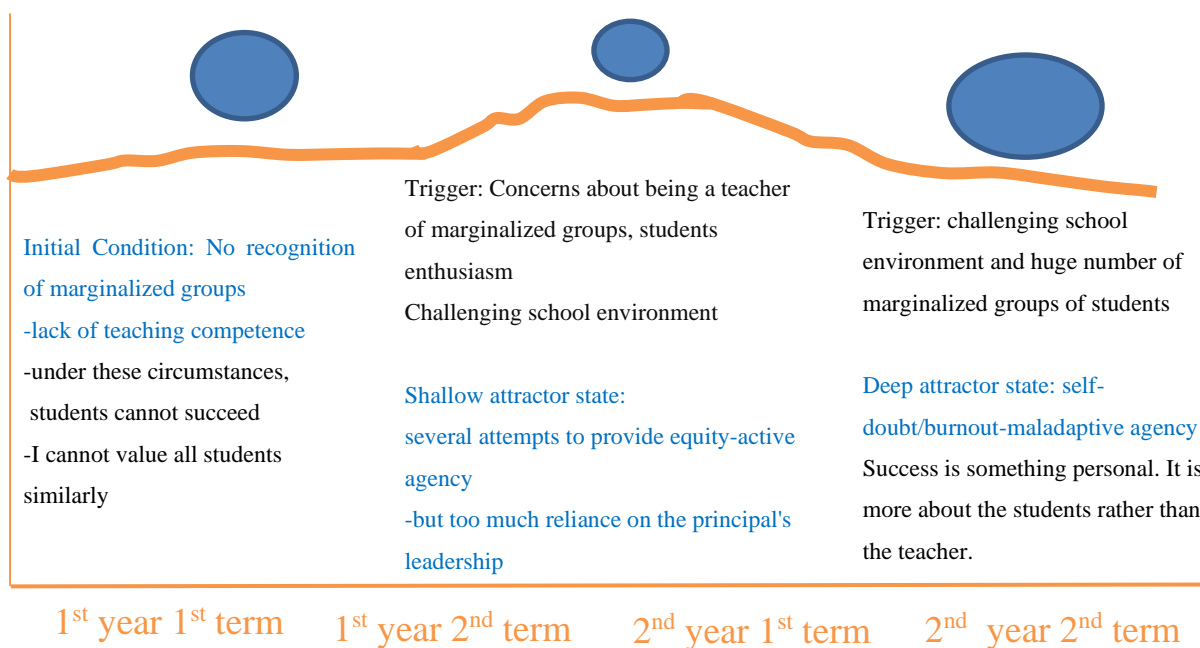 Initial Condition: No recognition
of marginalized groups
-lack of teaching competence
-under these circumstances,
students cannot succeed
-I cannot value all students
similarly
Trigger: Concerns about being a teacher
of marginalized groups, students
enthusiasm
Challenging school environment
Shallow attractor state:
several attempts to provide equity-active
agency
-but too much reliance on the principal's
leadership
Trigger: challenging school
environment and huge number of
marginalized groups of students
Deep attractor state: self-
doubt/burnout-maladaptive agency
Success is something personal. It is
more about the students rather than
the teacher.
1st year 1st term
1st year 2nd term
2nd year 1st term
2nd year 2nd term